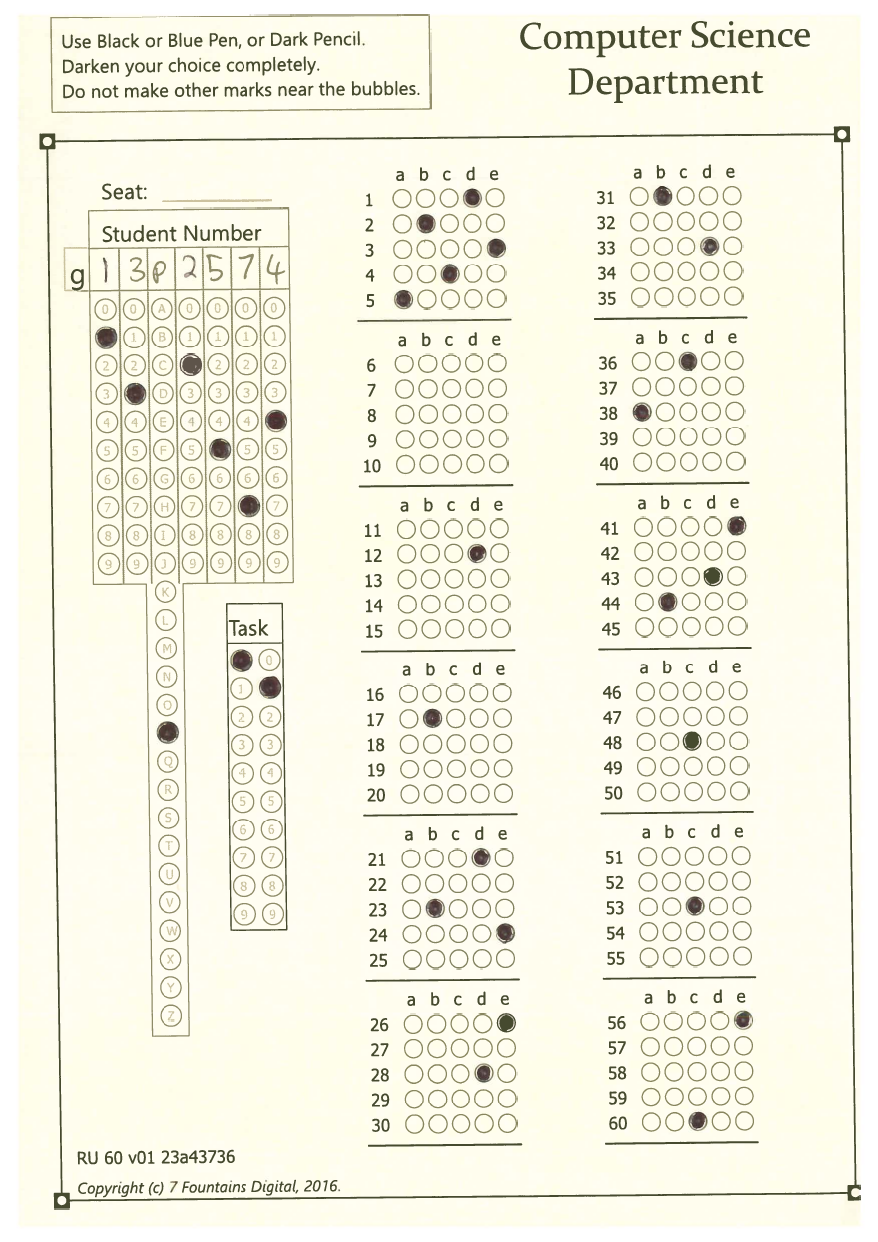 Use Black or Blue Pen, or Dark Pencil.
Darken your choice completely.
Do not make other marks near the bubbles.
Computer Science
Department
Seat:
Student Number
g 1 3 P 2 5 7 4
0 0 A 0 0 0 0
1 B 1 1 1
2 2 C 2 2 2
3 D 3 3 3 3
4 4 E 4 4 4
5 5 F 5 5 5
6 6 G 6 6 6 6
7 7 H 7 7 7
8 8 I 8 8 8 8
9 9 J 9 9 9 9
K
L
M
N
O
Q
R
S
T
U
V
W
X
Y
Z
Task
0
1
2 2
3 3
4 4
5 5
6 6
7 7
8 8
9 9
a b c d e
1
2
3
4
5
a b c d e
6
7
8
9
10
a b c d e
11
12
13
14
15
a b c d e
16
17
18
19
20
a b c d e
21
22
23
24
25
a b c d e
26
27
28
29
30
a b c d e
31
32
33
34
35
a b c d e
36
37
38
39
40
a b c d e
41
42
43
44
45
a b c d e
46
47
48
49
50
a b c d e
51
52
53
54
55
a b c d e
56
57
58
59
60
RU 60 v01 23a43736
Copyright (c) 7 Fountains Digital, 2016.